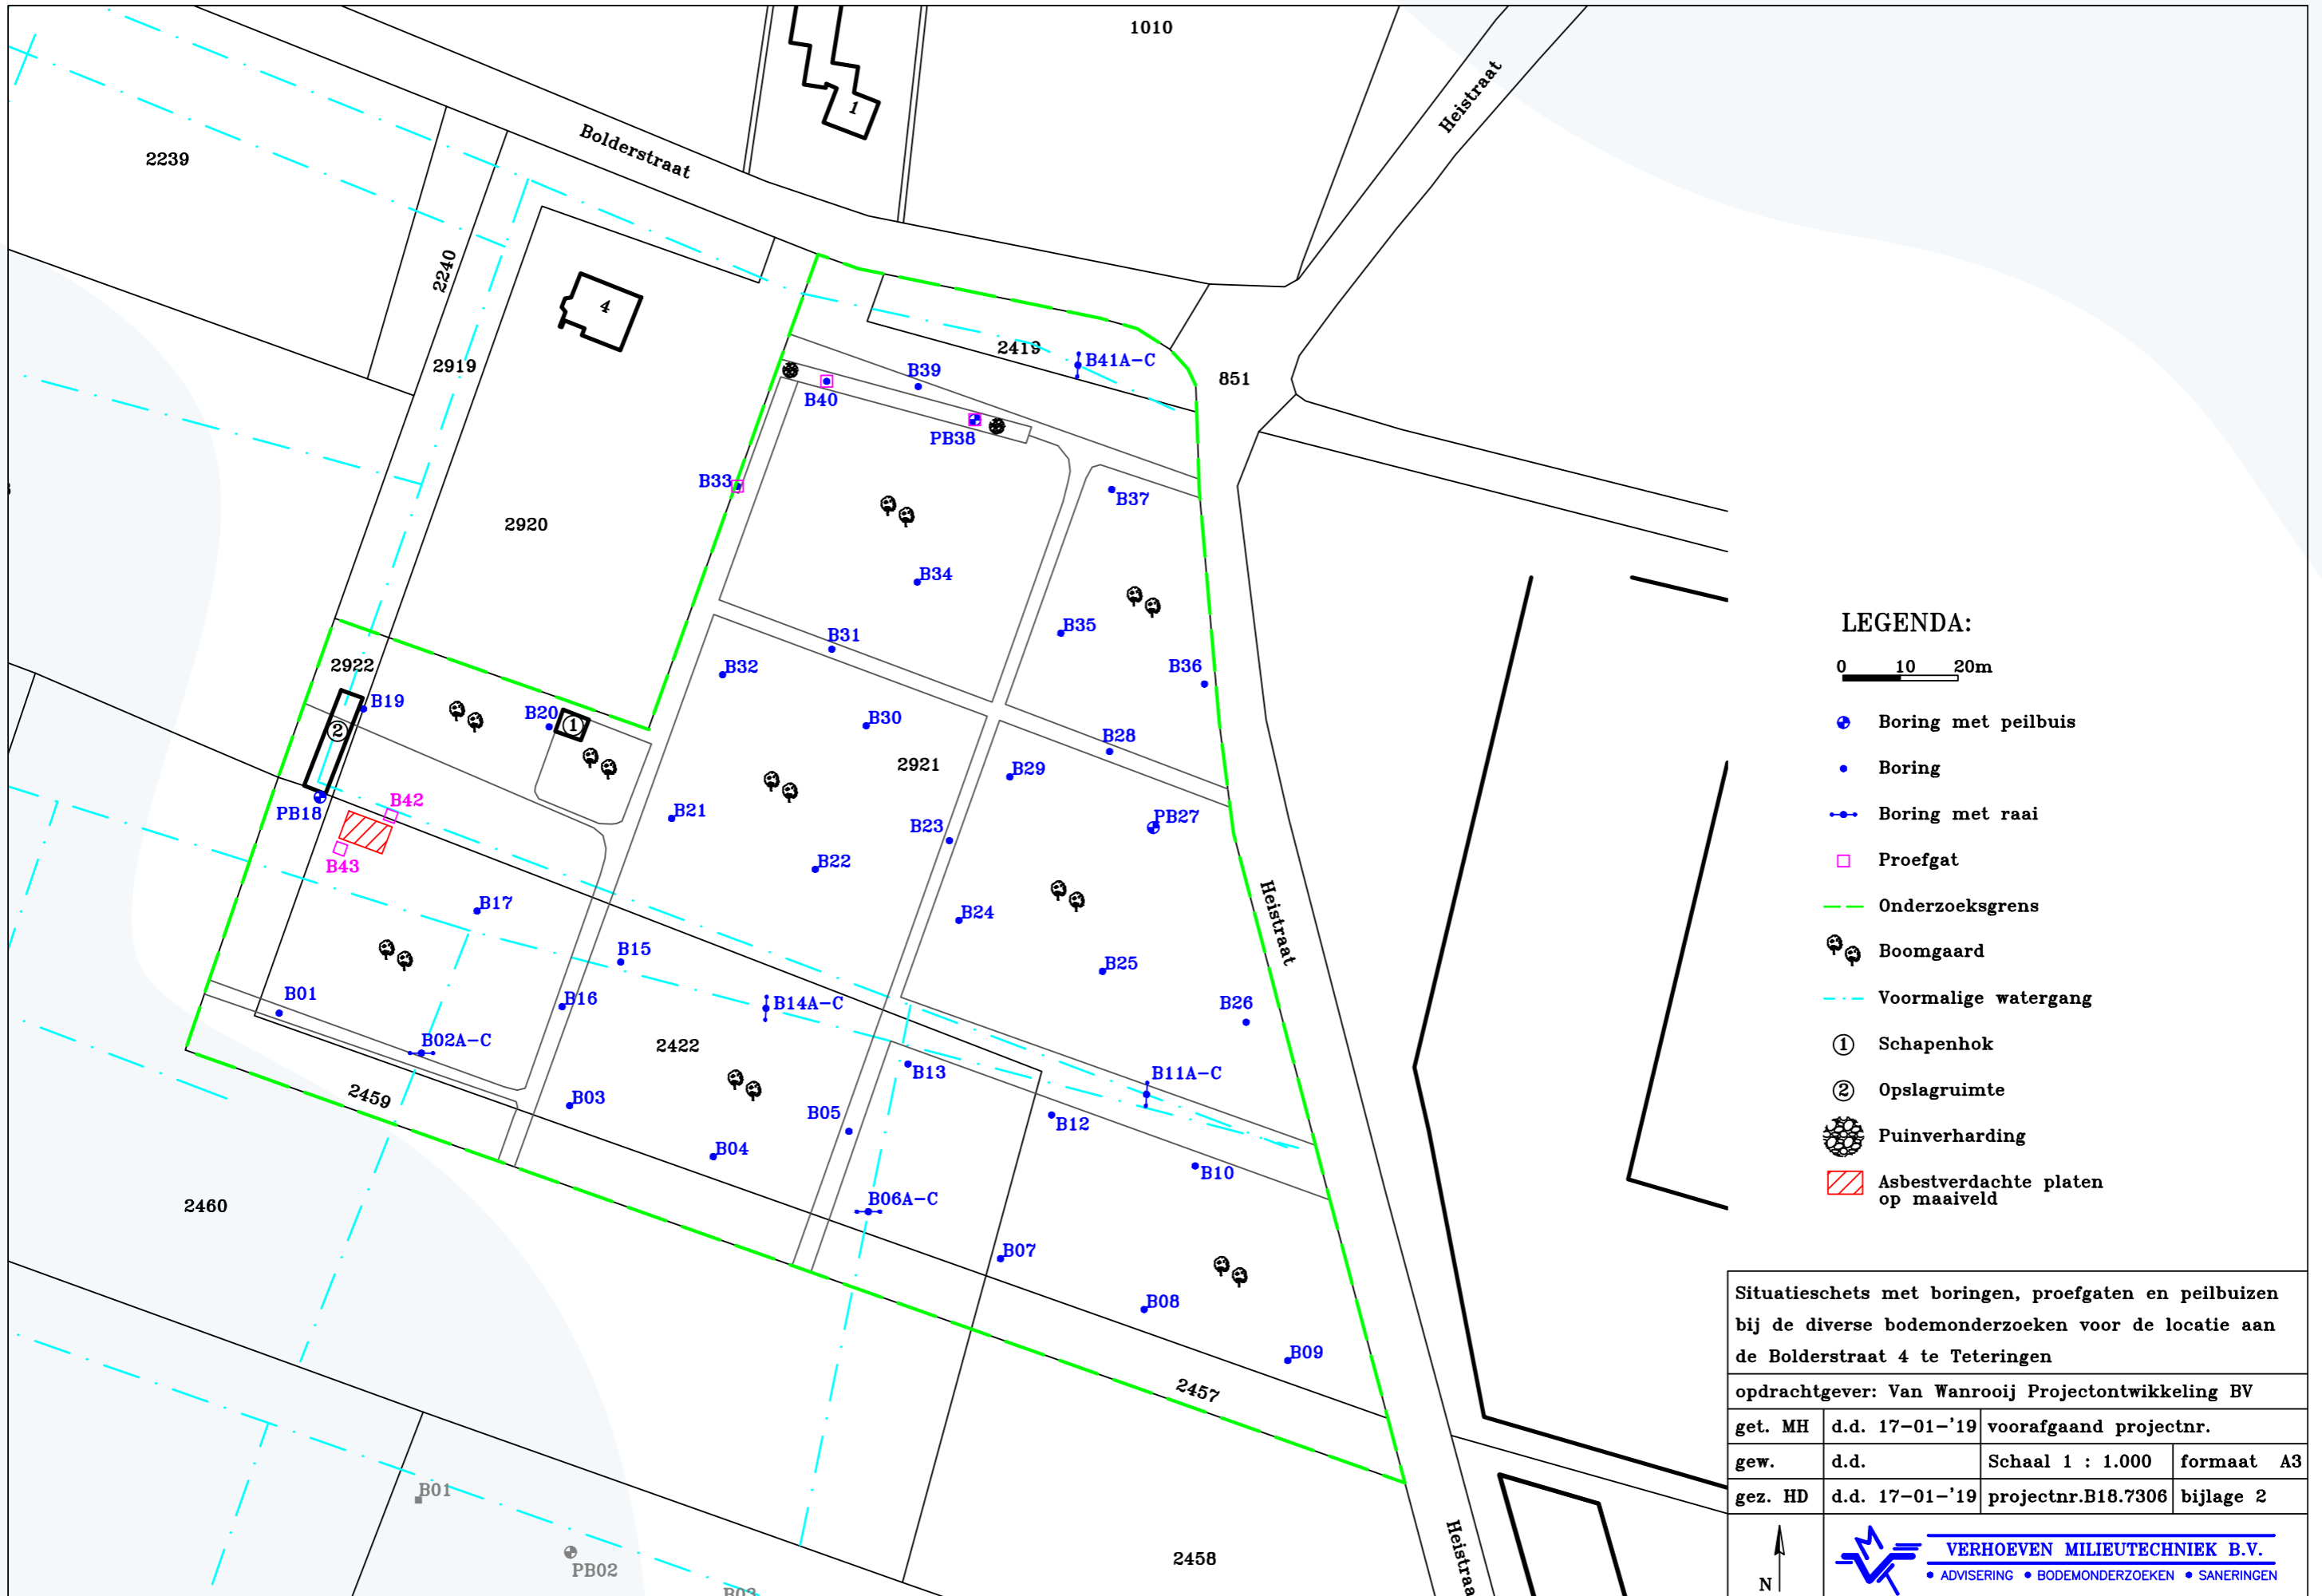 1010
Heistraat
1
Bolderstraat
2239
2240
4
2919
2419
B41A-C
851
B39
B40
PB38
B33
B37
2920
B34
B35
B31
B36
2922
B32
B19
B20
1
B30
2
B28
2921
B29
B42
PB18
B21
PB27
B23
B43
B22
Heistraat
B17
B24
B15
B25
B01
B16
B14A-C
B26
B02A-C
2422
B13
B11A-C
2459
B03
B05
B12
B04
B10
2460
B06A-C
B07
B08
B09
2457
B01
PB02
2458
Heistraa
B03
LEGENDA:
0 10 20m
Boring met peilbuis
Boring
Boring met raai
Proefgat
Onderzoeksgrens
Boomgaard
Voormalige watergang
1 Schapenhok
2 Opslagruimte
Puinverharding
Asbestverdachte platen
op maaiveld
Situatieschets met boringen, proefgaten en peilbuizen
bij de diverse bodemonderzoeken voor de locatie aan
de Bolderstraat 4 te Teteringen
opdrachtgever: Van Wanrooij Projectontwikkeling BV
get. MH d.d. 17-01-'19 voorafgaand projectnr.
gew. d.d. Schaal 1 : 1.000 formaat A3
gez. HD d.d. 17-01-'19 projectnr.B18.7306 bijlage 2
N
VERHOEVEN MILIEUTECHNIEK B.V.
• ADVISERING • BODEMONDERZOEKEN • SANERINGEN